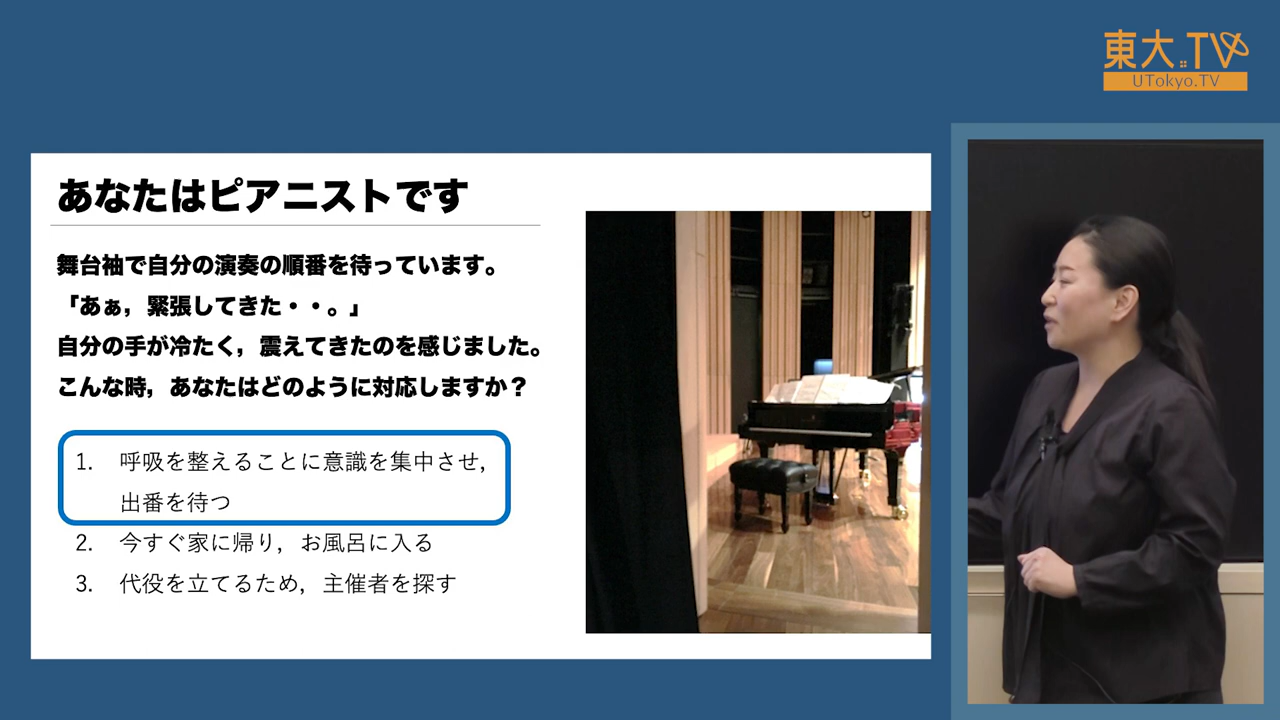 東大.TV
UTokyo.TV
あなたはピアニストです
舞台袖で自分の演奏の順番を待っています。
「あぁ，緊張してきた・・。」
自分の手が冷たく，震えてきたのを感じました。
こんな時，あなたはどのように対応しますか？
1. 呼吸を整えることに意識を集中させ，
出番を待つ
2. 今すぐ家に帰り，お風呂に入る
3. 代役を立てるため，主催者を探す